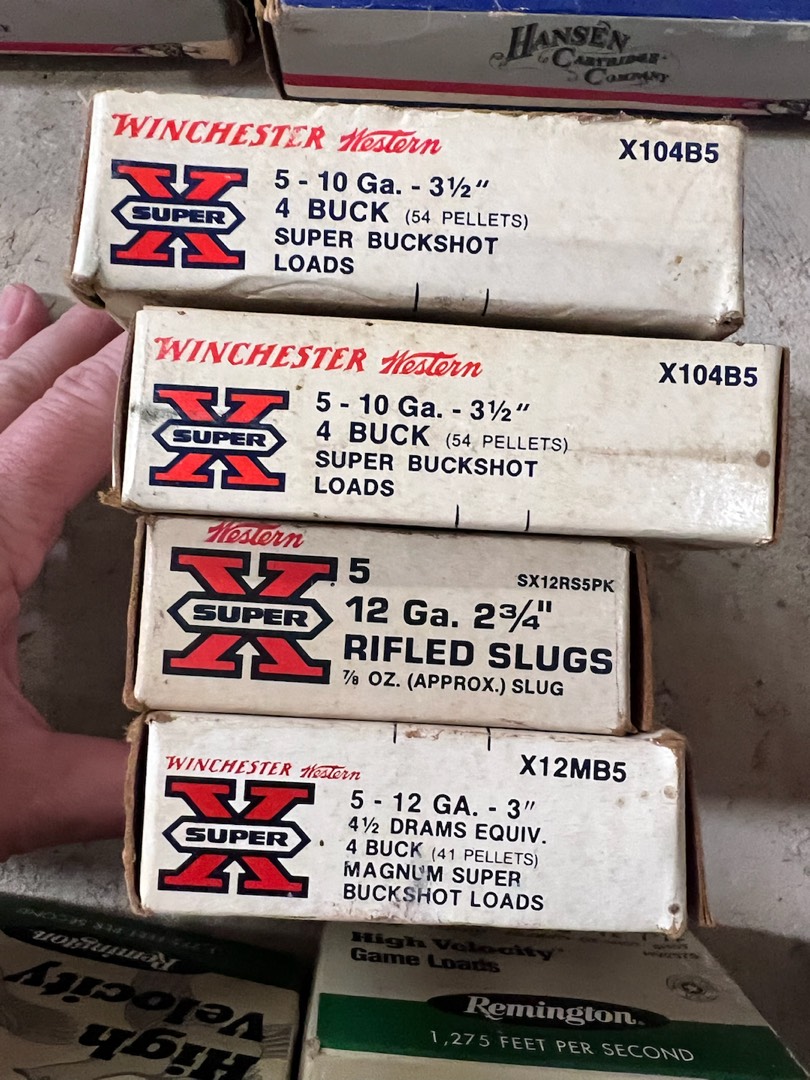 HANSEN
CARTRIDGE
COMPANY
WINCHESTER Western
X104B5
SUPER X
5 - 10 Ga. - 3½"
4 BUCK (54 PELLETS)
SUPER BUCKSHOT
LOADS
WINCHESTER Western
X104B5
SUPER X
5 - 10 Ga. - 3½"
4 BUCK (54 PELLETS)
SUPER BUCKSHOT
LOADS
Western
SUPER X
5
SX12RS5PK
12 Ga. 2¾"
RIFLED SLUGS
⅞ OZ. (APPROX.) SLUG
WINCHESTER Western
X12MB5
SUPER X
5 - 12 GA. - 3"
4½ DRAMS EQUIV.
4 BUCK (41 PELLETS)
MAGNUM SUPER
BUCKSHOT LOADS
Remington
High
Velocity
High Velocity
Game Loads
Remington.
1,275 FEET PER SECOND